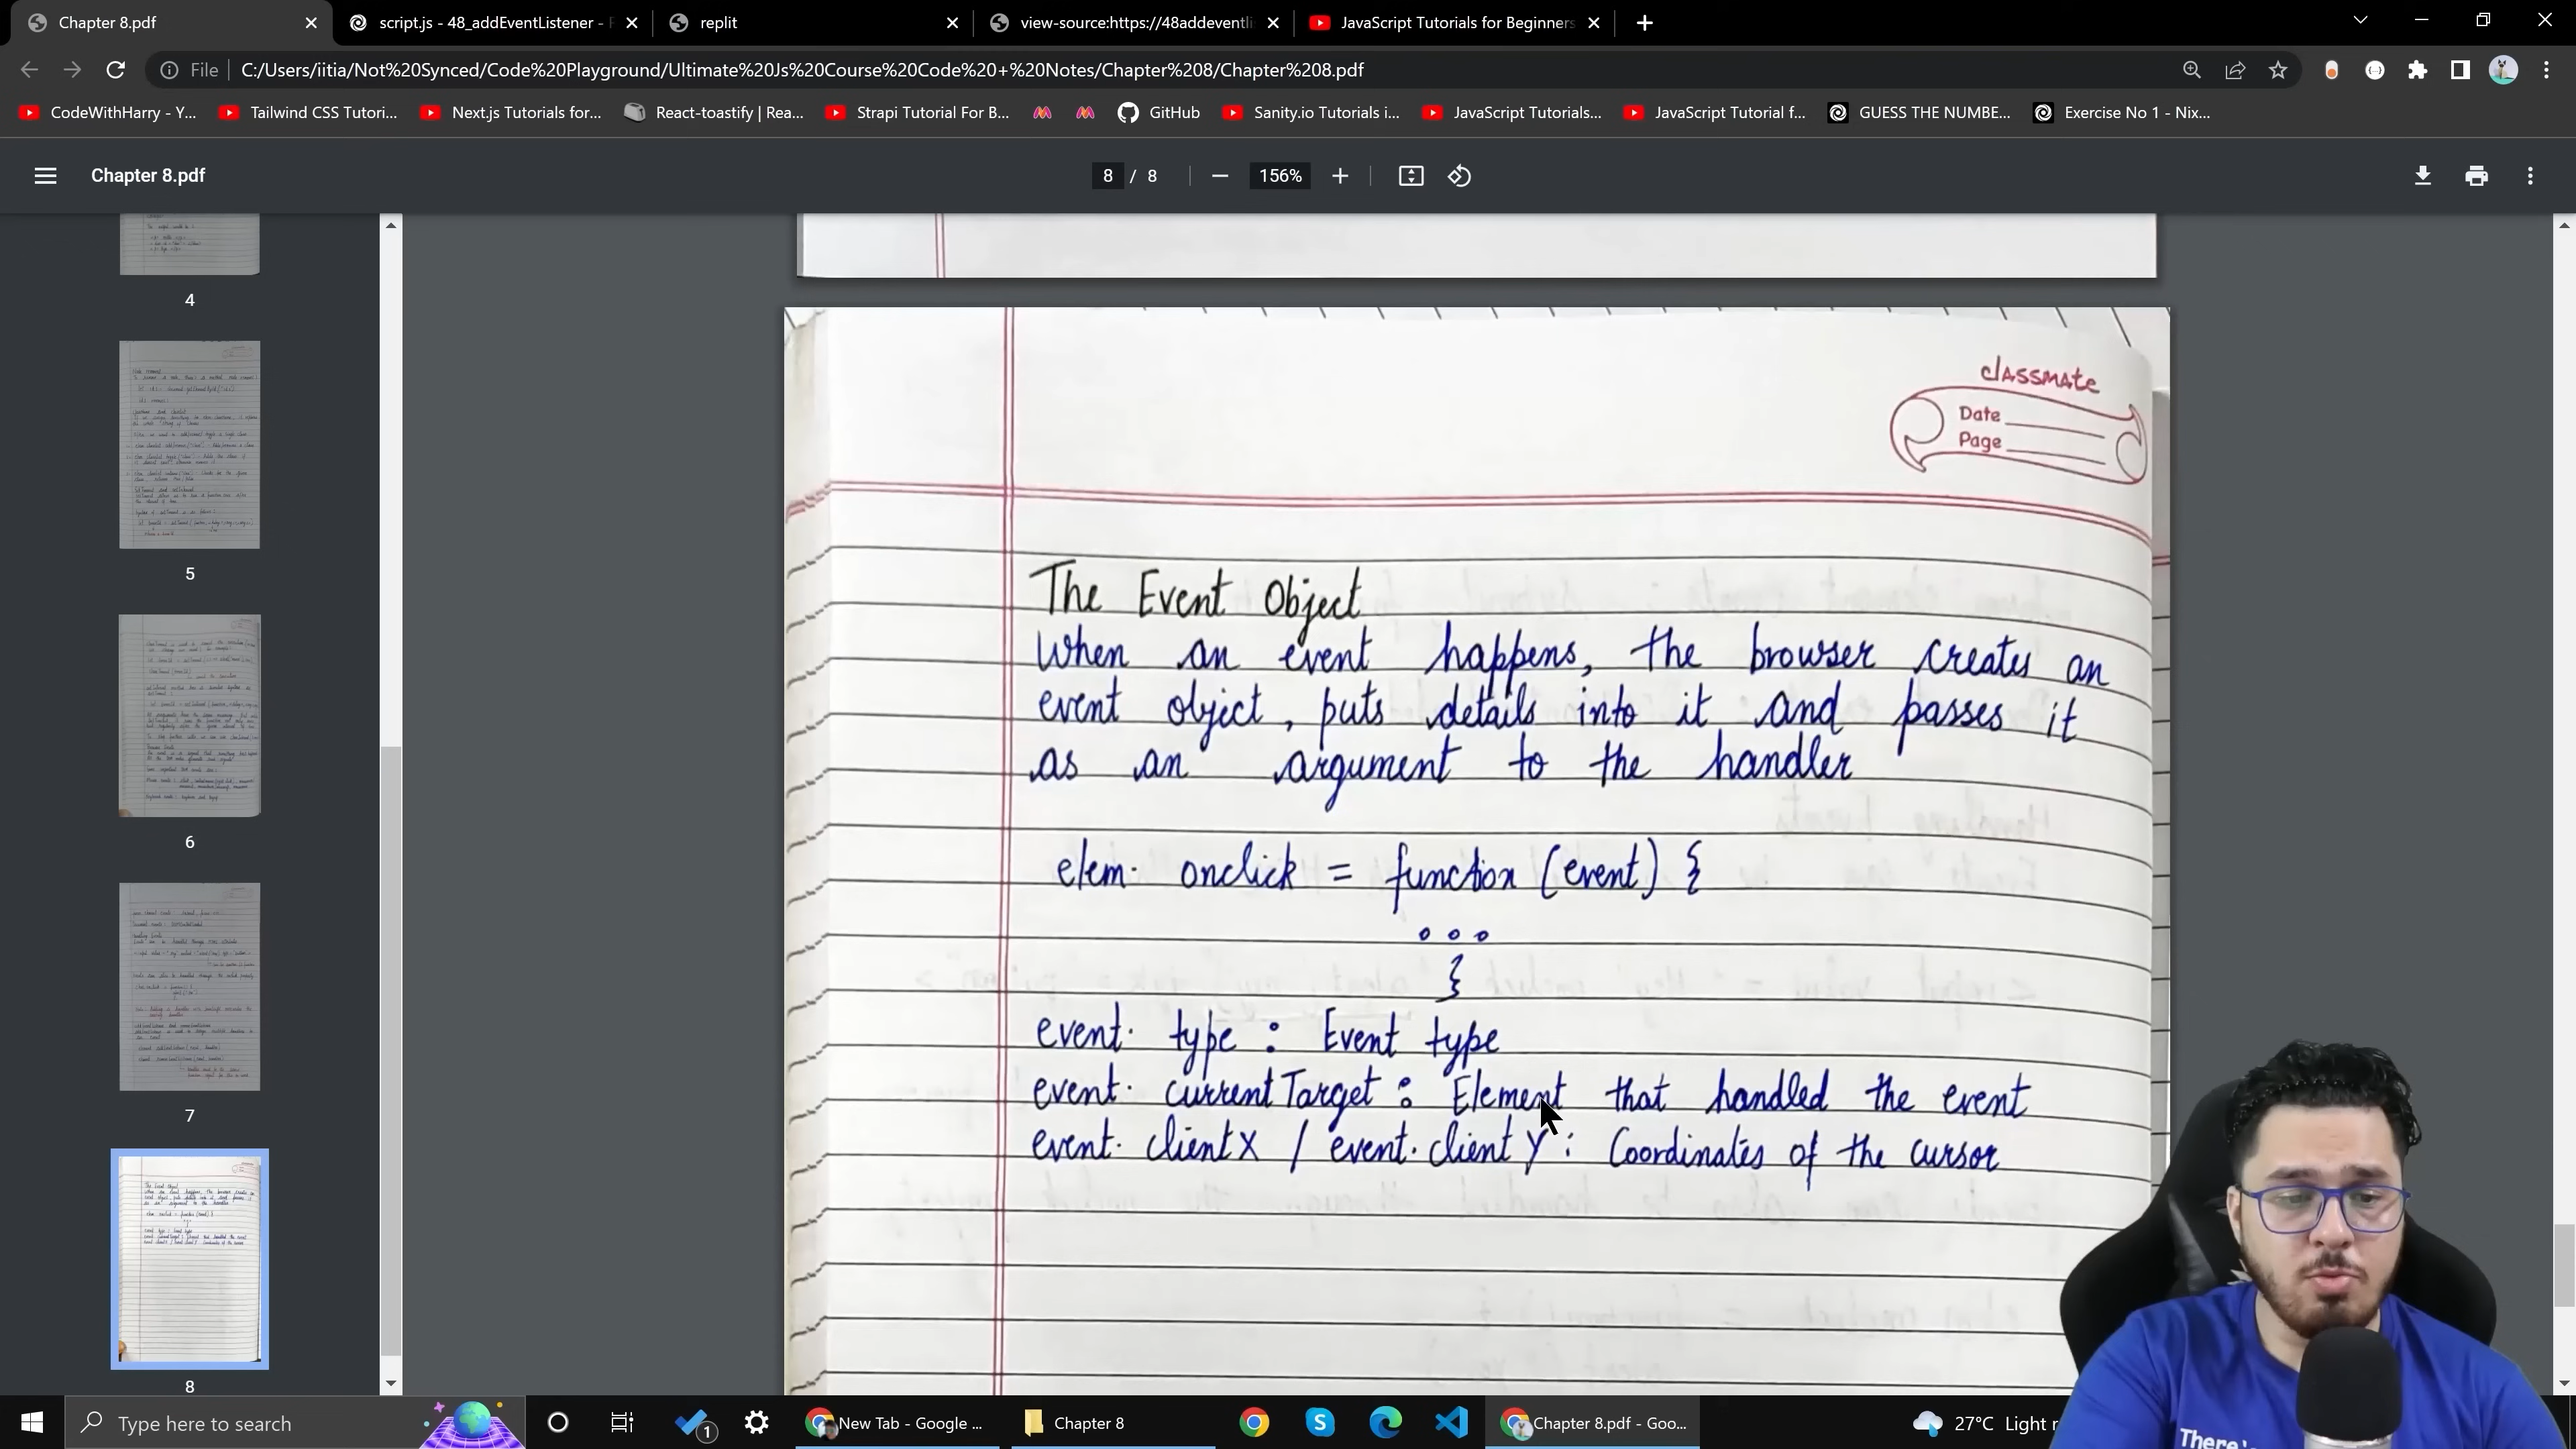 Chapter 8.pdf
script.js - 48_addEventListener - R
replit
view-source:https://48addeventli
JavaScript Tutorials for Beginners
File C:/Users/iitia/Not%20Synced/Code%20Playground/Ultimate%20Js%20Course%20Code%20+%20Notes/Chapter%208/Chapter%208.pdf
CodeWithHarry - Y...
Tailwind CSS Tutori...
Next.js Tutorials for...
React-toastify | Rea...
Strapi Tutorial For B...
GitHub
Sanity.io Tutorials i...
JavaScript Tutorials...
JavaScript Tutorial f...
GUESS THE NUMBE...
Exercise No 1 - Nix...
Chapter 8.pdf
8 / 8
156%
4
5
6
7
8
classmate
Date
Page
The Event Object
When an event happens, the browser creates an
event object, puts details into it and passes it
as an argument to the handler
elem. onclick = function (event) {
...
}
event. type : Event type
event. currentTarget : Element that handled the event
event. clientX / event. clientY : Coordinates of the cursor
Type here to search
1
New Tab - Google ...
Chapter 8
Chapter 8.pdf - Goo...
27°C Light r
There's